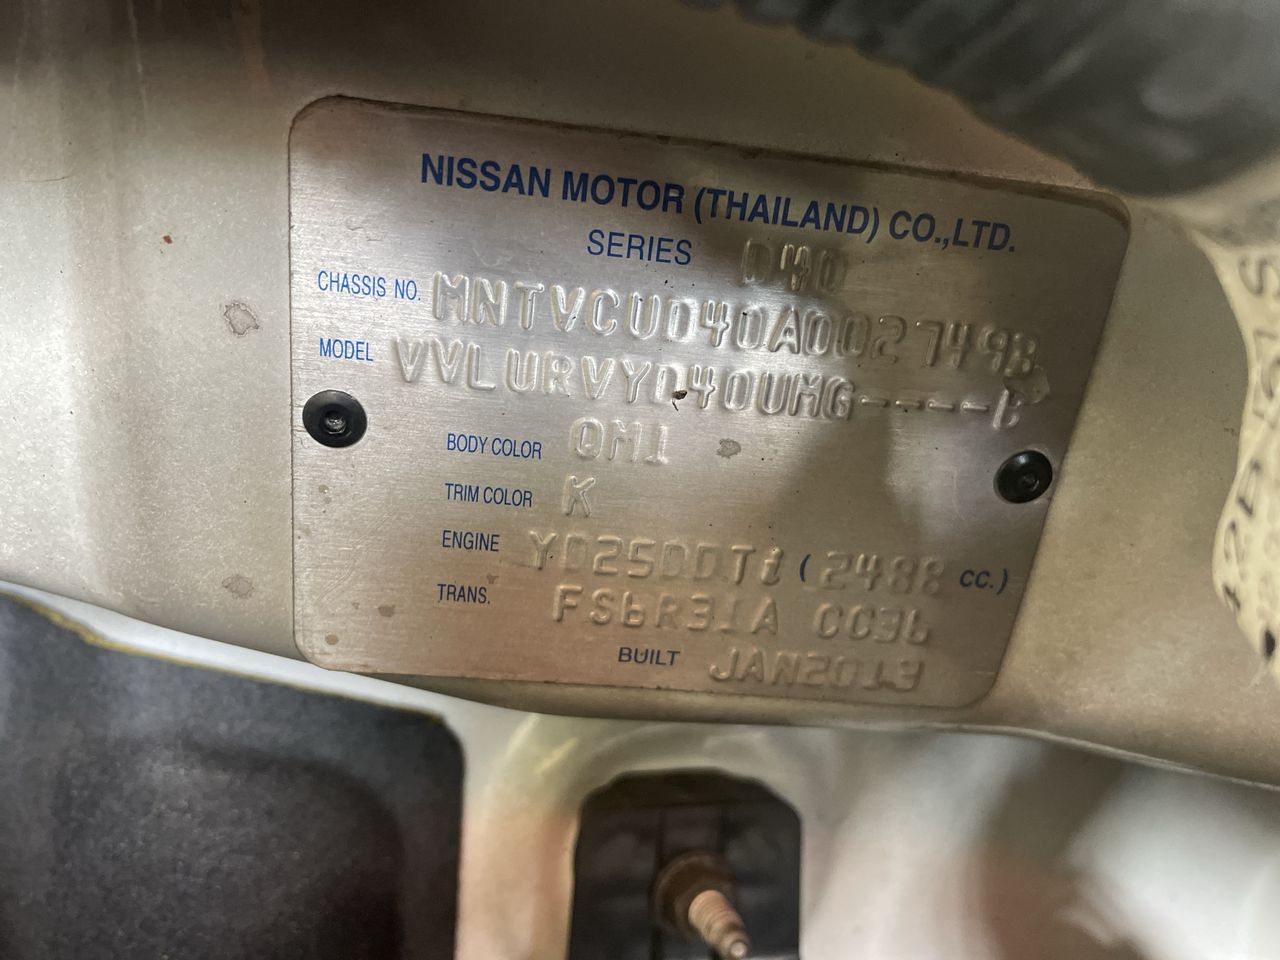 NISSAN MOTOR (THAILAND) CO.,LTD.
SERIES D40
CHASSIS NO. MNTVCUD40A0027498
MODEL VVLURVYD40UMG----B
BODY COLOR QM1
TRIM COLOR K
ENGINE YD25DDTi (2488 CC.)
TRANS. FS6R31A CC36
BUILT JAN2013